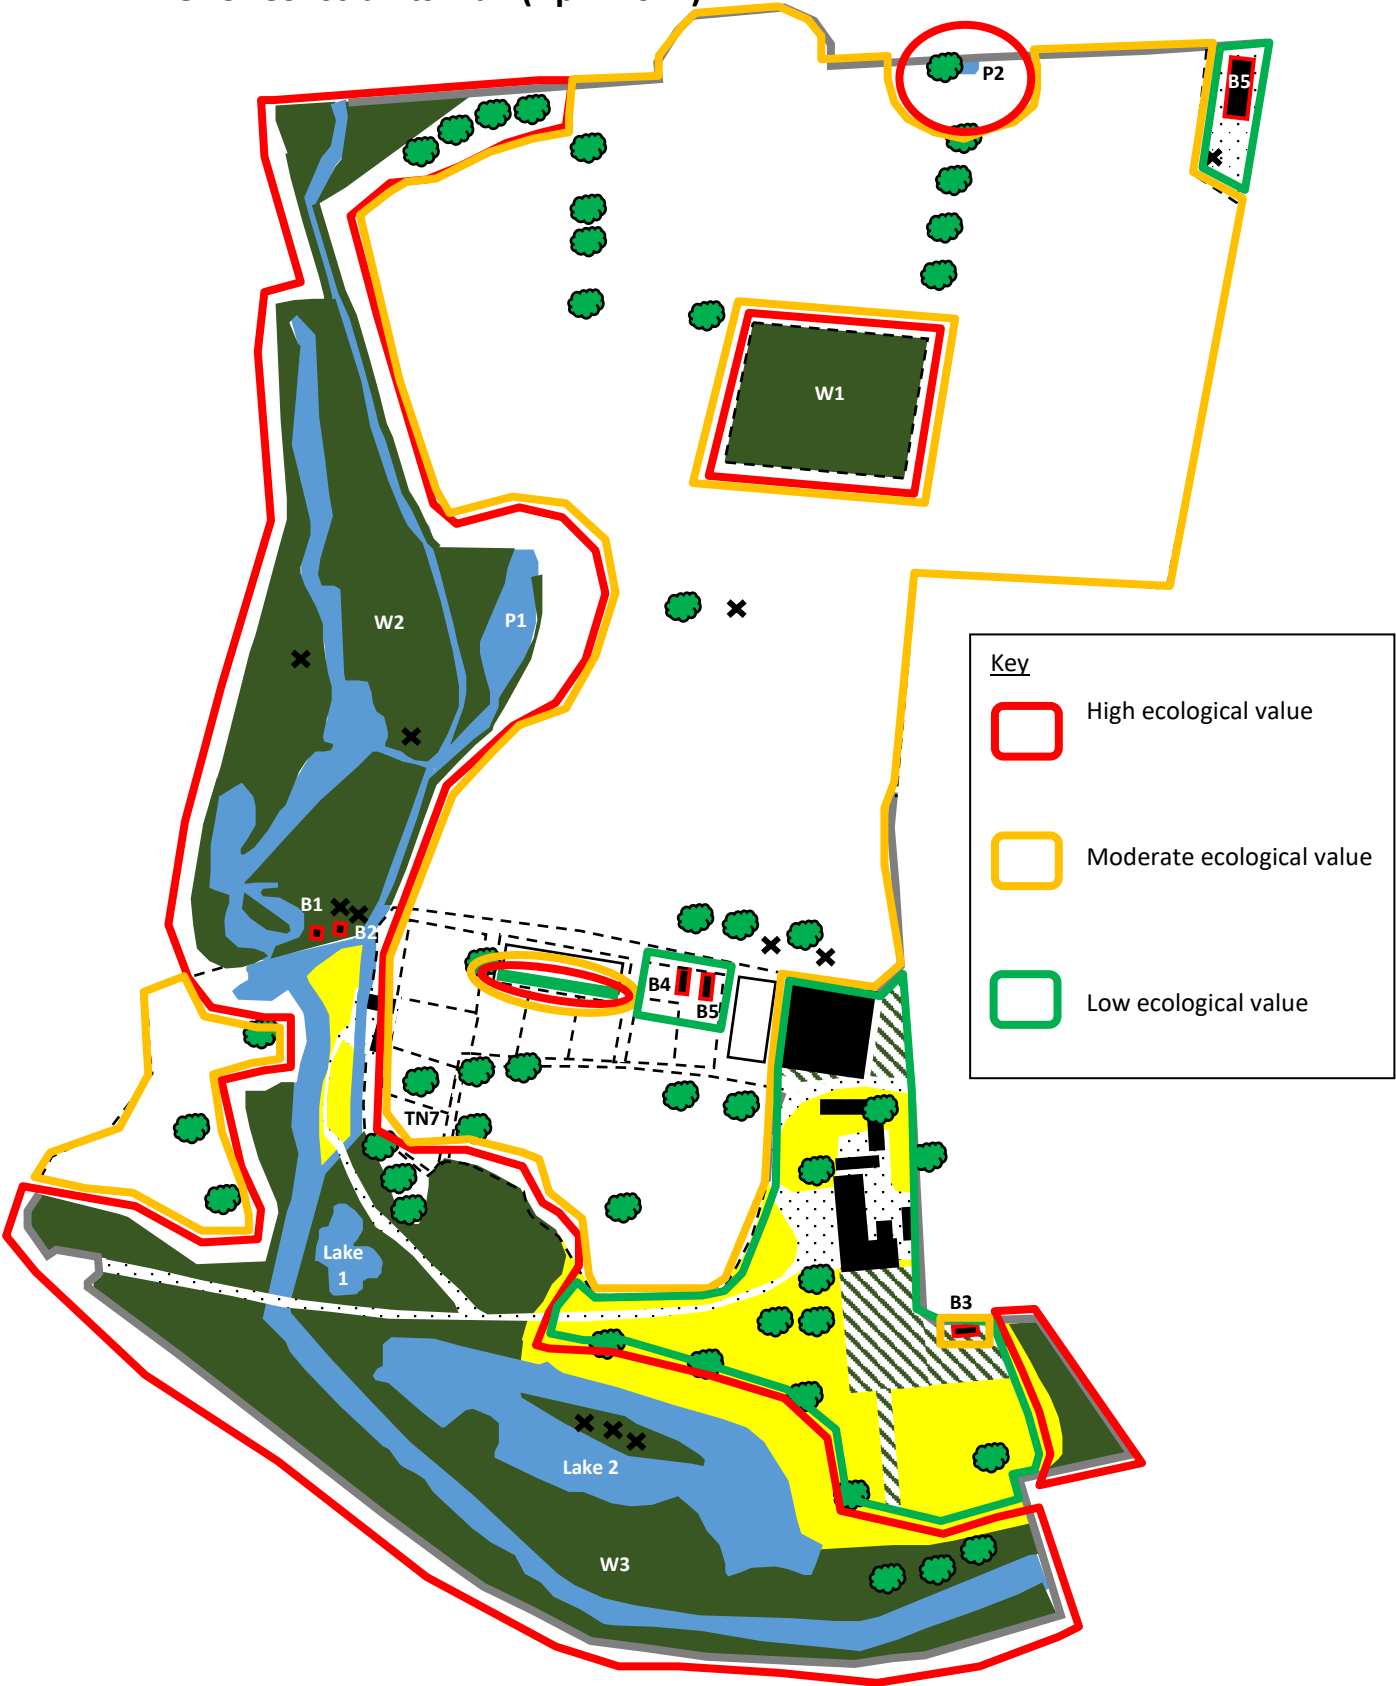 P2
B5
W1
W2
P1
Key
High ecological value
Moderate ecological value
Low ecological value
B1
B2
B4
B5
TN7
Lake
1
B3
Lake 2
W3